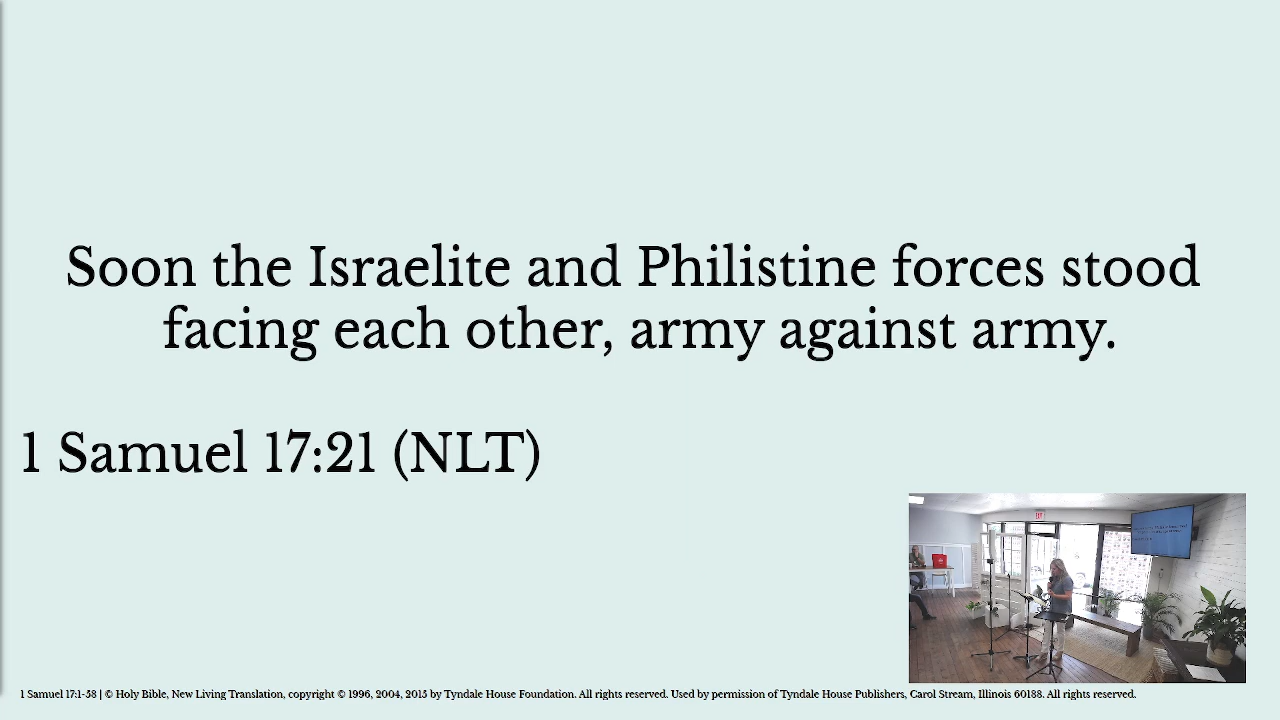 Soon the Israelite and Philistine forces stood
facing each other, army against army.
1 Samuel 17:21 (NLT)
1 Samuel 17:1-58 | © Holy Bible, New Living Translation, copyright © 1996, 2004, 2015 by Tyndale House Foundation. All rights reserved. Used by permission of Tyndale House Publishers, Carol Stream, Illinois 60188. All rights reserved.